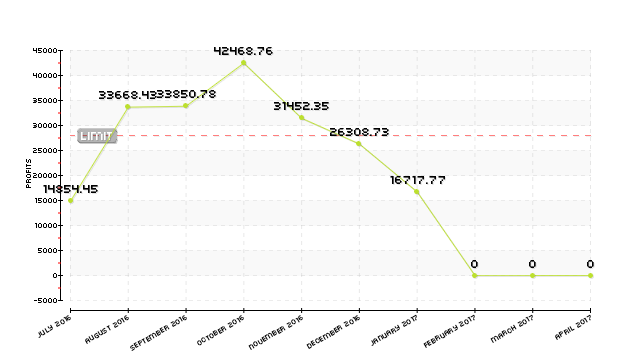 42468.76
45000
40000
33668.43
33850.78
35000
31452.35
30000
LIMIT
26308.73
25000
PROFITS
20000
16717.77
14854.45
15000
10000
5000
0
0
0
0
-5000
JULY 2016
AUGUST 2016
SEPTEMBER 2016
OCTOBER 2016
NOVEMBER 2016
DECEMBER 2016
JANUARY 2017
FEBRUARY 2017
MARCH 2017
APRIL 2017